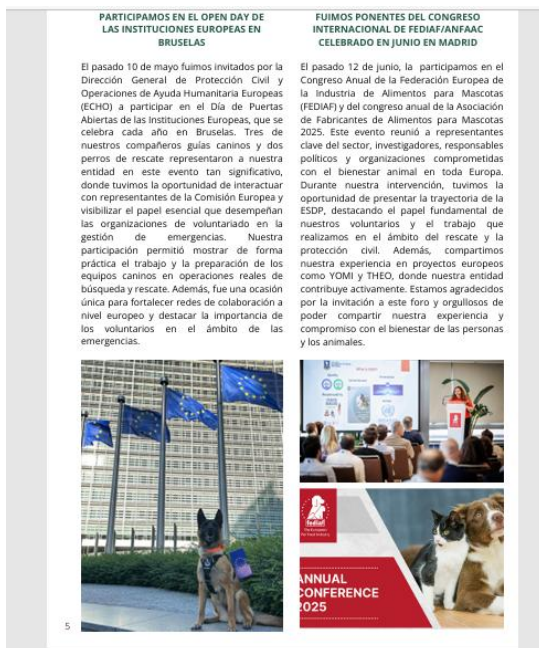 PARTICIPAMOS EN EL OPEN DAY DE
LAS INSTITUCIONES EUROPEAS EN
BRUSELAS
El pasado 10 de mayo fuimos invitados por la
Dirección General de Protección Civil y
Operaciones de Ayuda Humanitaria Europeas
(ECHO) a participar en el Día de Puertas
Abiertas de las Instituciones Europeas, que se
celebra cada año en Bruselas. Tres de
nuestros compañeros guías caninos y dos
perros de rescate representaron a nuestra
entidad en este evento tan significativo,
donde tuvimos la oportunidad de interactuar
con representantes de la Comisión Europea y
visibilizar el papel esencial que desempeñan
las organizaciones de voluntariado en la
gestión de emergencias. Nuestra
participación permitió mostrar de forma
práctica el trabajo y la preparación de los
equipos caninos en operaciones reales de
búsqueda y rescate. Además, fue una ocasión
única para fortalecer redes de colaboración a
nivel europeo y destacar la importancia de
los voluntarios en el ámbito de las
emergencias.
FUIMOS PONENTES DEL CONGRESO
INTERNACIONAL DE FEDIAF/ANFAAC
CELEBRADO EN JUNIO EN MADRID
El pasado 12 de junio, la participamos en el
Congreso Anual de la Federación Europea de
la Industria de Alimentos para Mascotas
(FEDIAF) y del congreso anual de la Asociación
de Fabricantes de Alimentos para Mascotas
2025. Este evento reunió a representantes
clave del sector, investigadores, responsables
políticos y organizaciones comprometidas
con el bienestar animal en toda Europa.
Durante nuestra intervención, tuvimos la
oportunidad de presentar la trayectoria de la
ESDP, destacando el papel fundamental de
nuestros voluntarios y el trabajo que
realizamos en el ámbito del rescate y la
protección civil. Además, compartimos
nuestra experiencia en proyectos europeos
como YOMI y THEO, donde nuestra entidad
contribuye activamente. Estamos agradecidos
por la invitación a este foro y orgullosos de
poder compartir nuestra experiencia y
compromiso con el bienestar de las personas
y los animales.
fediaf
The European
Pet Food Industry
ANNUAL
CONFERENCE
2025
5